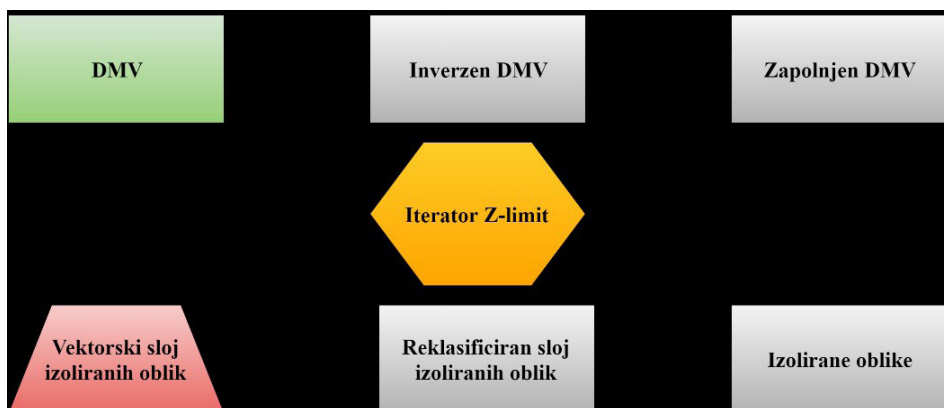 DMV
Inverzen DMV
Zapolnjen DMV
Iterator Z-limit
Vektorski sloj
izoliranih oblik
Reklasificiran sloj
izoliranih oblik
Izolirane oblike